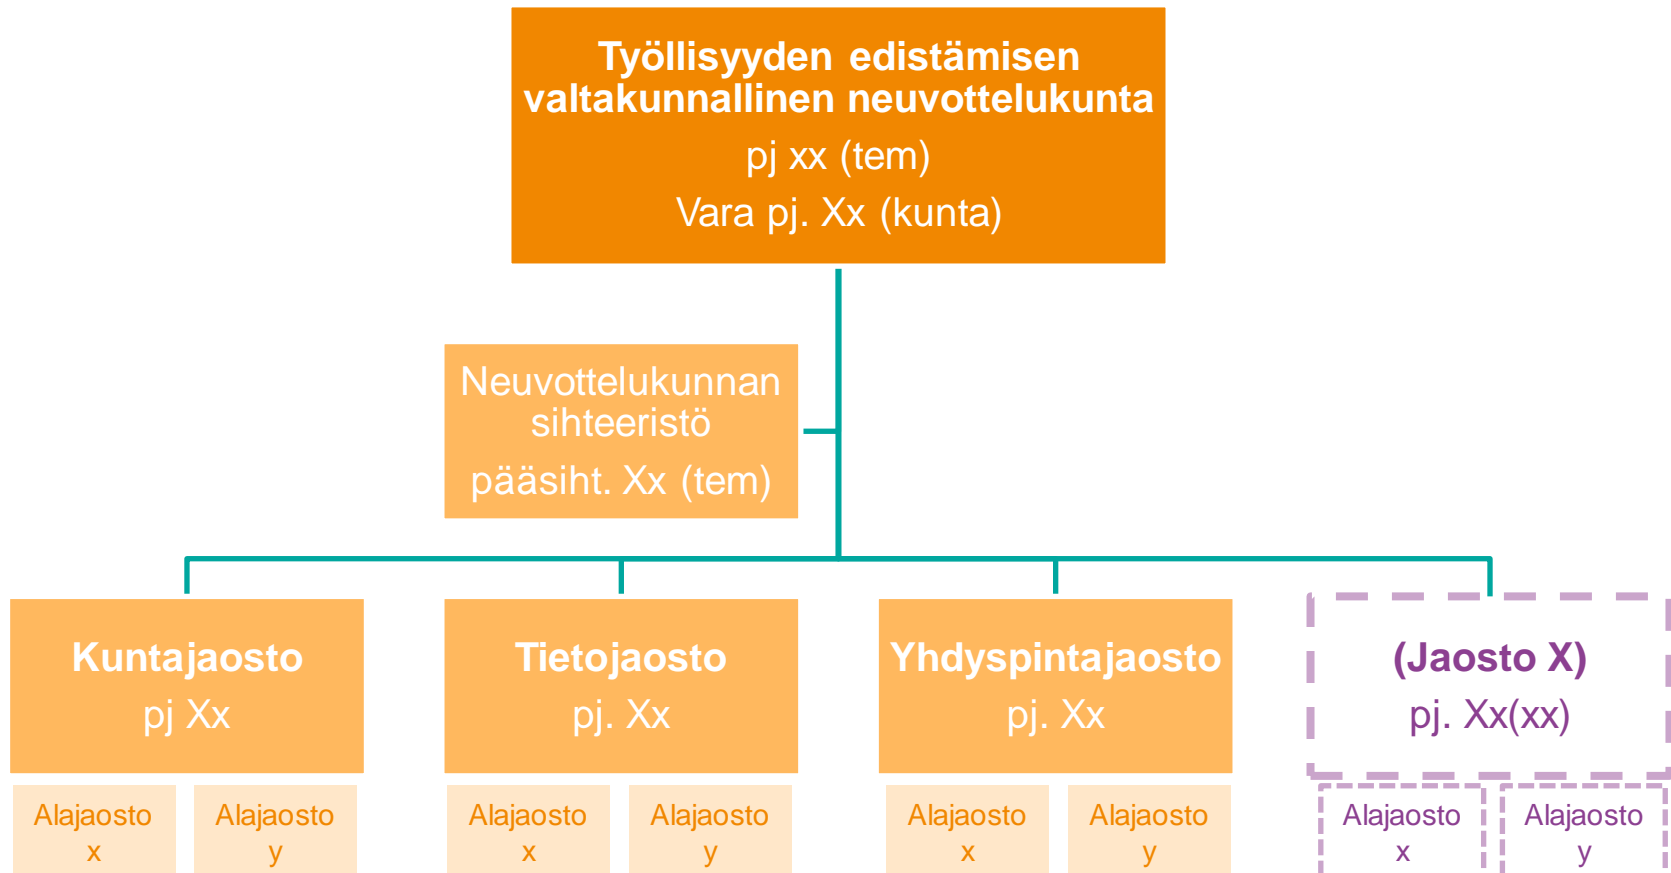 Työllisyyden edistämisen
valtakunnallinen neuvottelukunta
pj xx (tem)
Vara pj. Xx (kunta)
Neuvottelukunnan
sihteeristö
pääsiht. Xx (tem)
Kuntajaosto
pj Xx
Tietojaosto
pj. Xx
Yhdyspintajaosto
pj. Xx
(Jaosto X)
pj. Xx(xx)
Alajaosto
x
Alajaosto
y
Alajaosto
x
Alajaosto
y
Alajaosto
x
Alajaosto
y
Alajaosto
x
Alajaosto
y